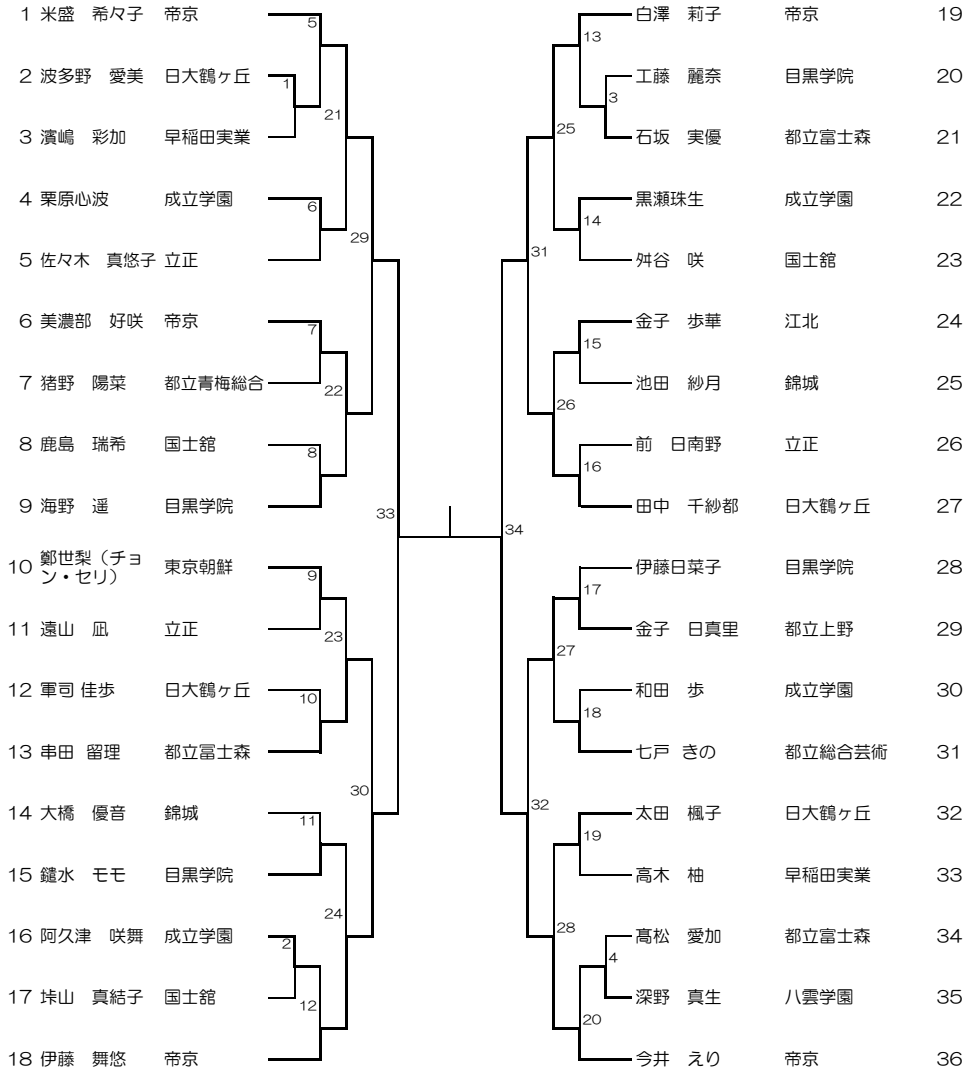 1 米盛 希々子 帝京
2 波多野 愛美 日大鶴ヶ丘
3 濱嶋 彩加 早稲田実業
4 栗原心波 成立学園
5 佐々木 真悠子 立正
6 美濃部 好咲 帝京
7 猪野 陽菜 都立青梅総合
8 鹿島 瑞希 国士舘
9 海野 遥 目黒学院
10 鄭世梨（チョン・セリ） 東京朝鮮
11 遠山 凪 立正
12 軍司 佳歩 日大鶴ヶ丘
13 串田 留理 都立冨士森
14 大橋 優音 錦城
15 鑓水 モモ 目黒学院
16 阿久津 咲舞 成立学園
17 垰山 真結子 国士舘
18 伊藤 舞悠 帝京
5
1
21
6
29
7
22
8
33
9
23
10
30
11
24
2
12
白澤 莉子 帝京 19
工藤 麗奈 目黒学院 20
石坂 実優 都立富士森 21
黒瀬珠生 成立学園 22
舛谷 咲 国士舘 23
金子 歩華 江北 24
池田 紗月 錦城 25
前 日南野 立正 26
田中 千紗都 日大鶴ヶ丘 27
伊藤日菜子 目黒学院 28
金子 日真里 都立上野 29
和田 歩 成立学園 30
七戸 きの 都立総合芸術 31
太田 楓子 日大鶴ヶ丘 32
高木 柚 早稲田実業 33
髙松 愛加 都立富士森 34
深野 真生 八雲学園 35
今井 えり 帝京 36
13
3
25
14
31
15
26
16
34
17
27
18
32
19
28
4
20